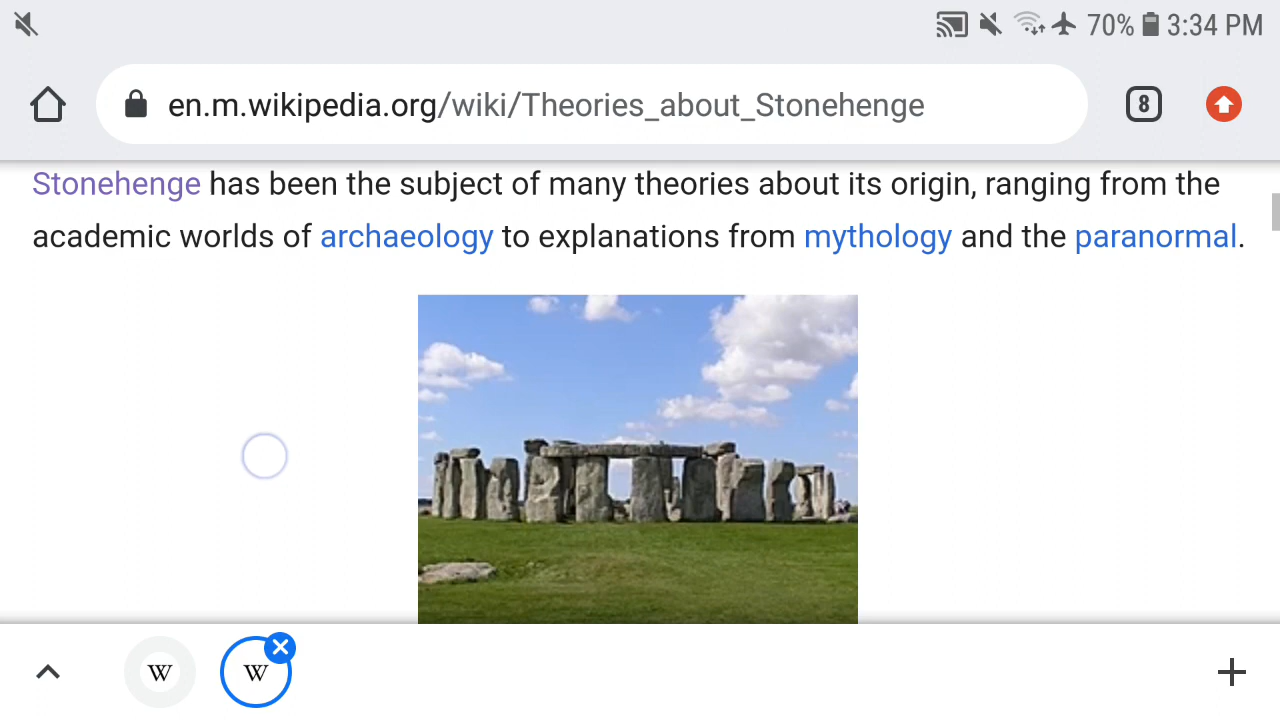 70% 3:34 PM
en.m.wikipedia.org/wiki/Theories_about_Stonehenge
8
Stonehenge has been the subject of many theories about its origin, ranging from the
academic worlds of archaeology to explanations from mythology and the paranormal.
W W